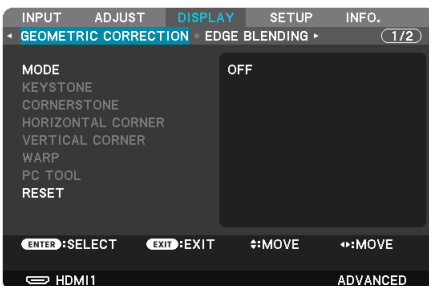 INPUT ADJUST DISPLAY SETUP INFO.
GEOMETRIC CORRECTION EDGE BLENDING 1/2
MODE OFF
KEYSTONE
CORNERSTONE
HORIZONTAL CORNER
VERTICAL CORNER
WARP
PC TOOL
RESET
ENTER:SELECT EXIT:EXIT :MOVE :MOVE
HDMI1 ADVANCED